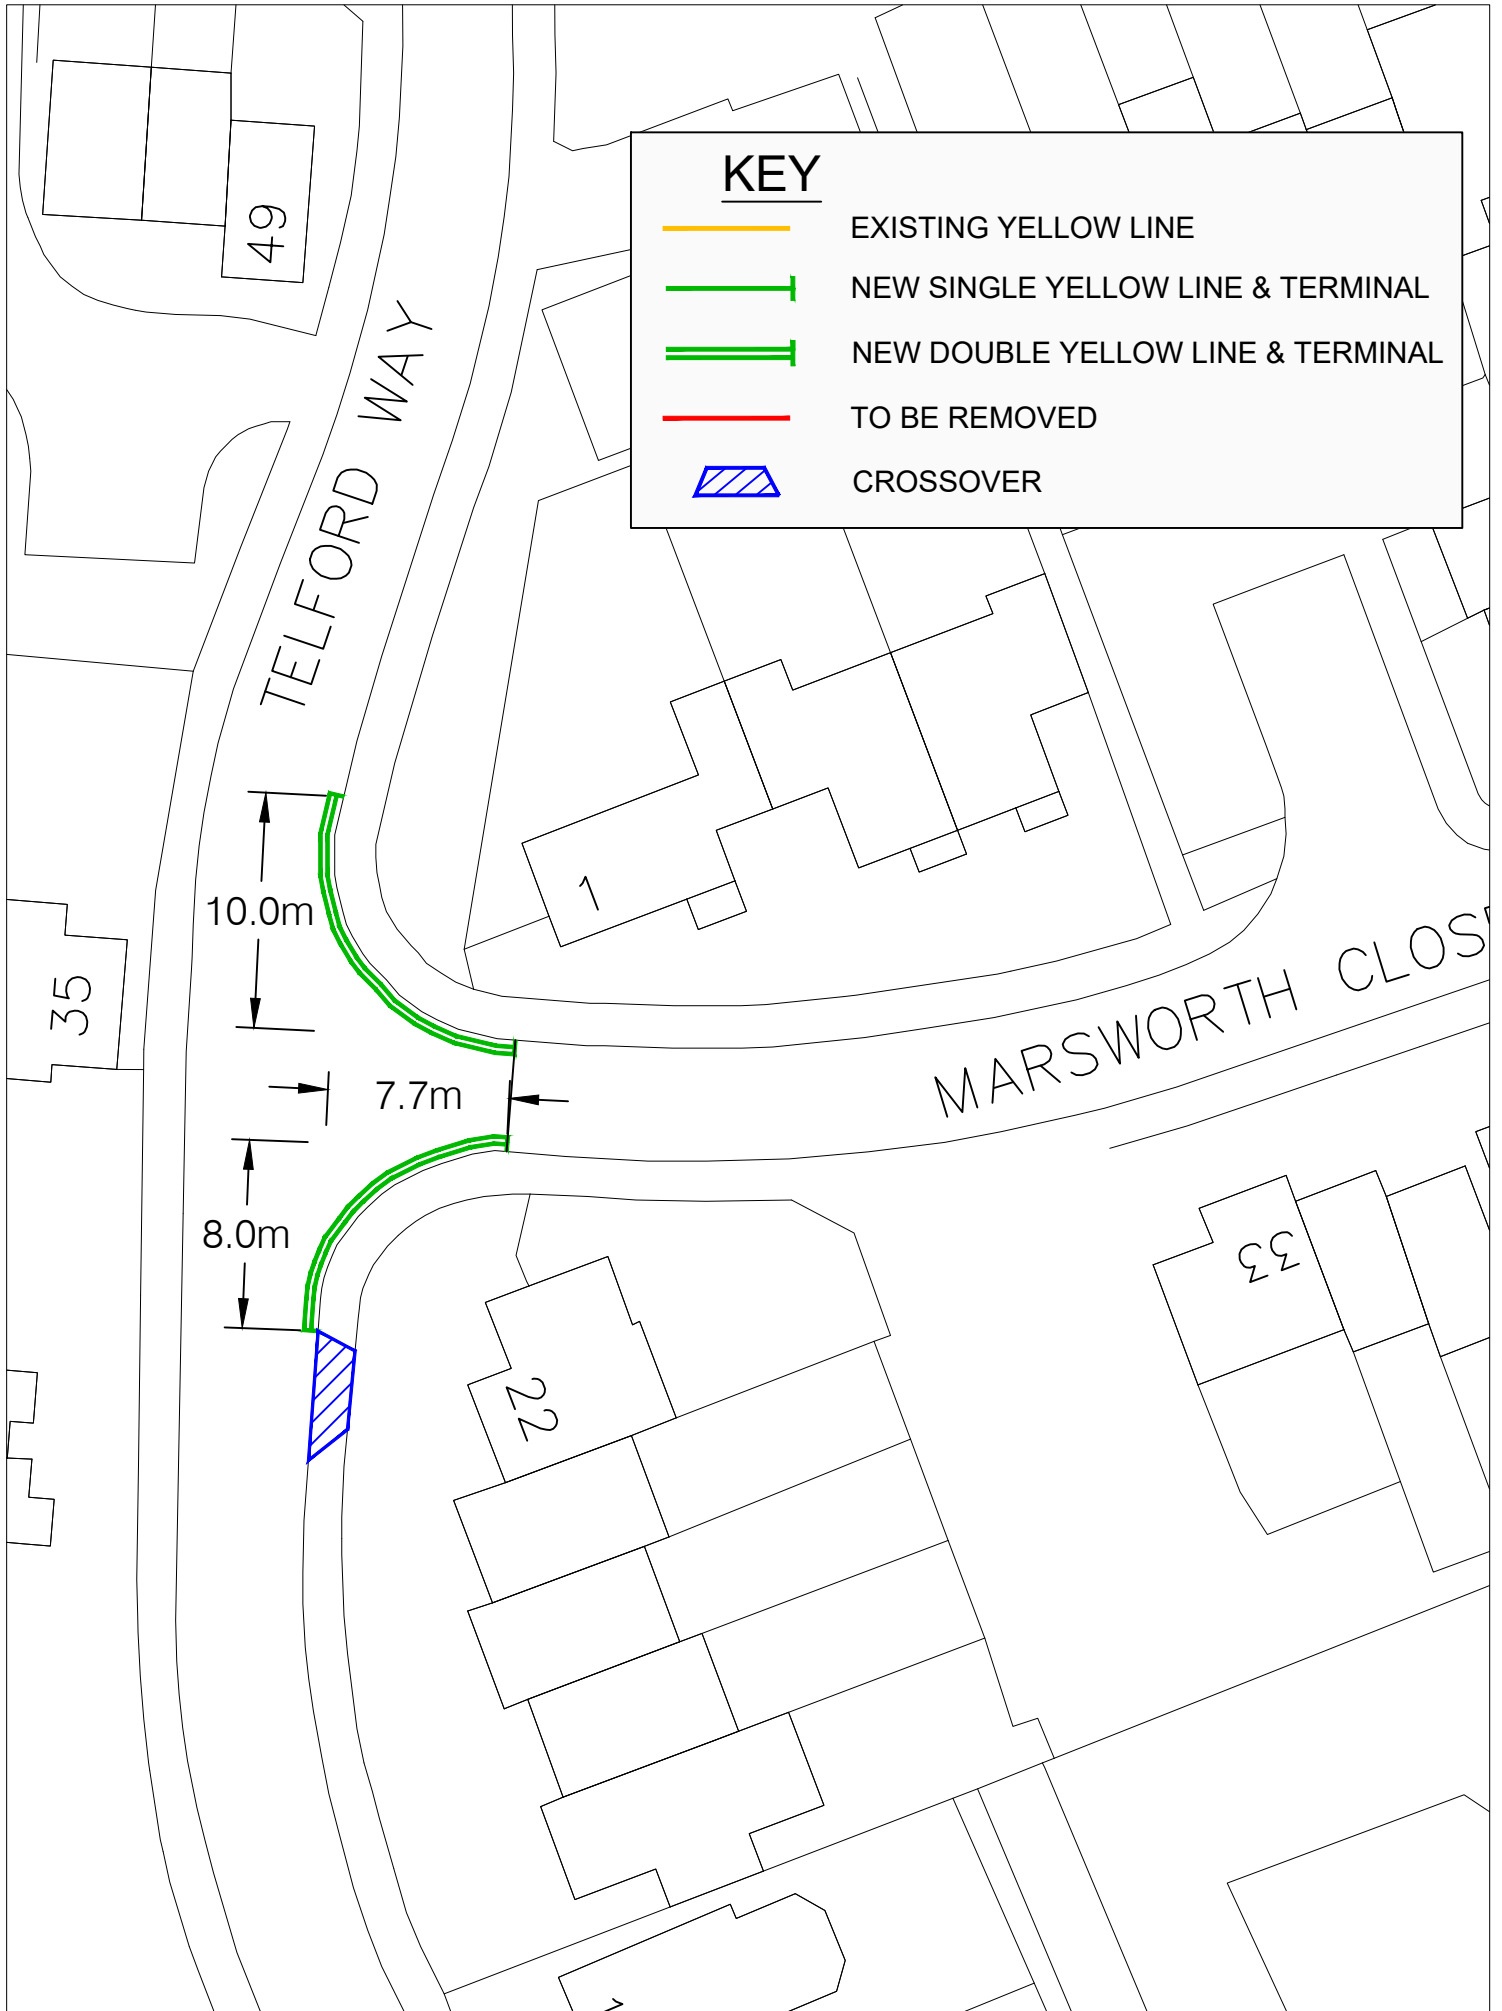 KEY
EXISTING YELLOW LINE
NEW SINGLE YELLOW LINE & TERMINAL
NEW DOUBLE YELLOW LINE & TERMINAL
TO BE REMOVED
CROSSOVER
49
TELFORD WAY
1
10.0m
35
MARSWORTH CLOS
7.7m
8.0m
33
22